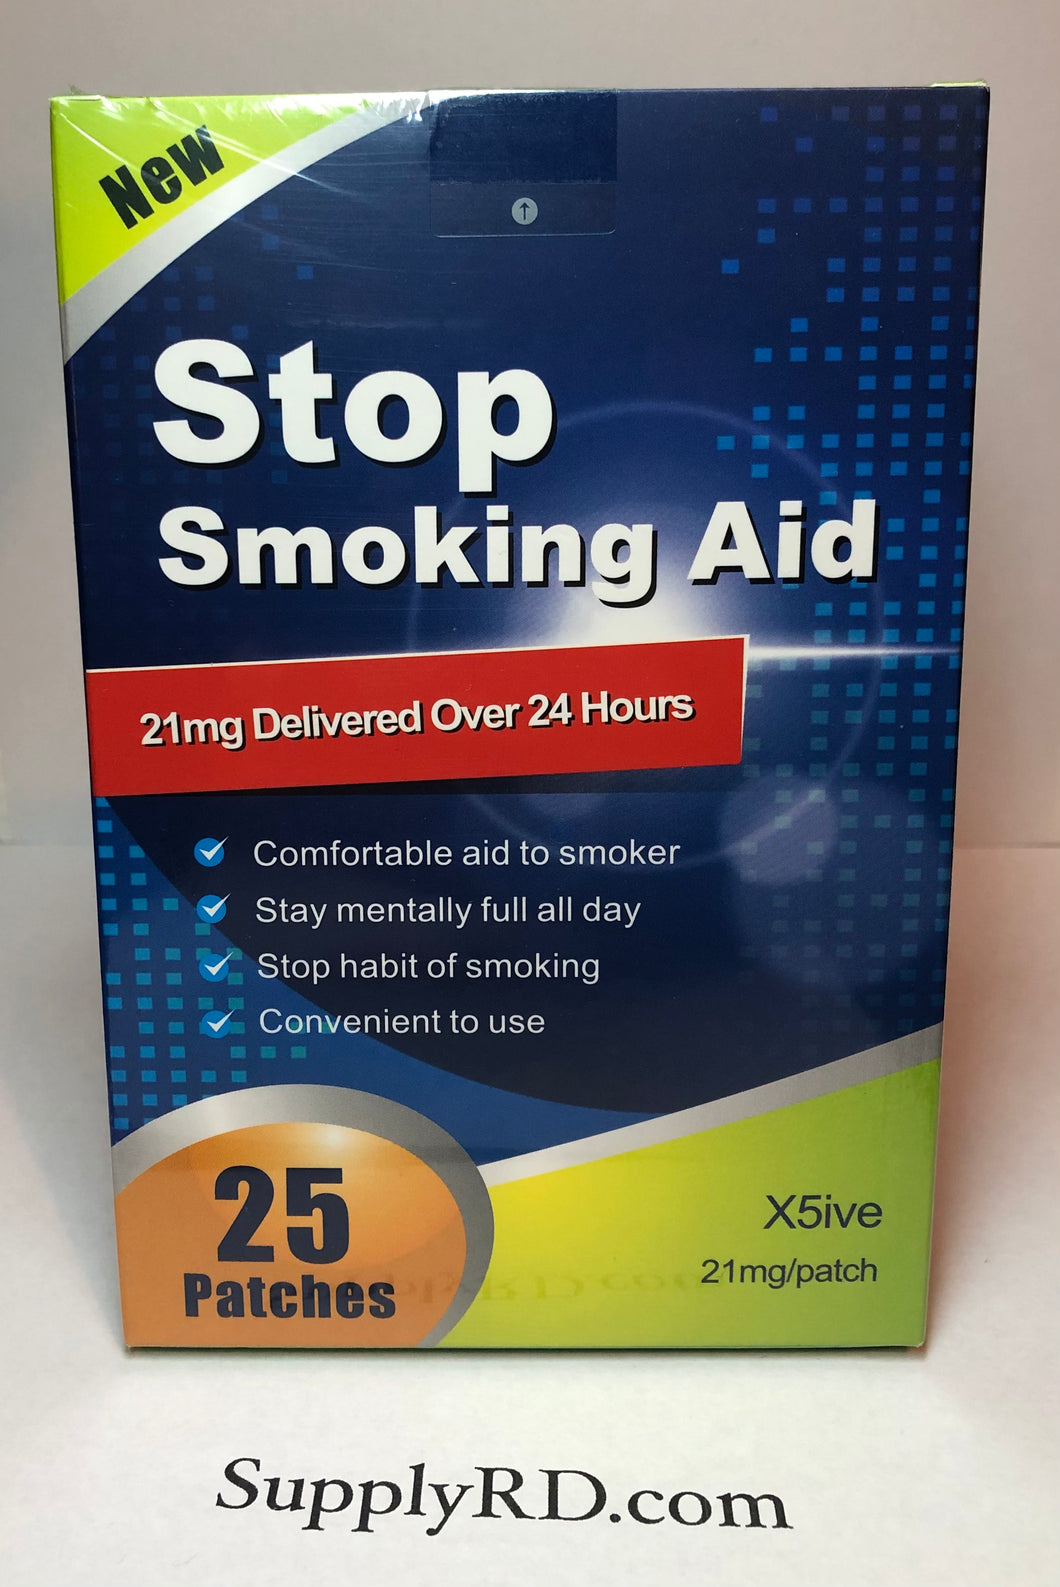 New
Stop
Smoking Aid
21mg Delivered Over 24 Hours
Comfortable aid to smoker
Stay mentally full all day
Stop habit of smoking
Convenient to use
25
Patches
X5ive
21mg/patch
SupplyRD.com